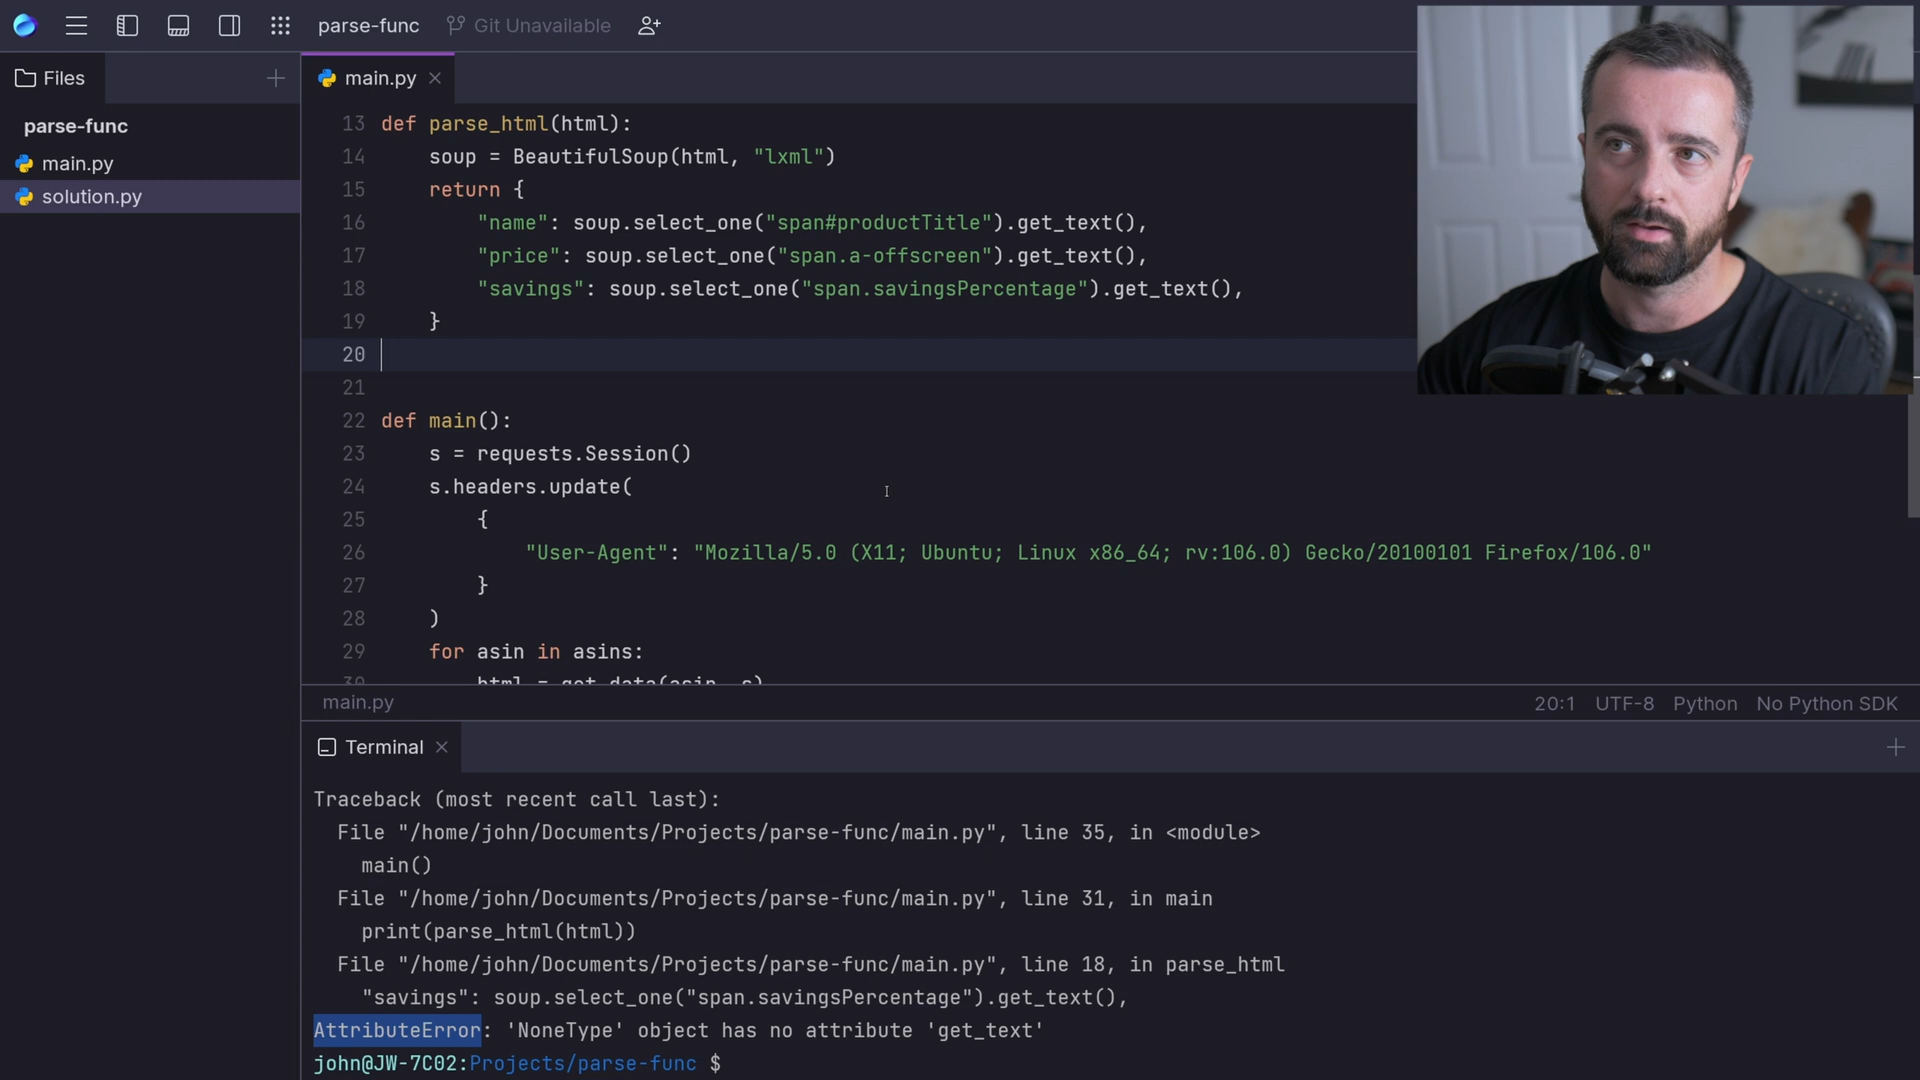 parse-func
Git Unavailable
Files
main.py
parse-func
main.py
solution.py
13 def parse_html(html):
14 soup = BeautifulSoup(html, "lxml")
15 return {
16 "name": soup.select_one("span#productTitle").get_text(),
17 "price": soup.select_one("span.a-offscreen").get_text(),
18 "savings": soup.select_one("span.savingsPercentage").get_text(),
19 }
20
21
22 def main():
23 s = requests.Session()
24 s.headers.update(
25 {
26 "User-Agent": "Mozilla/5.0 (X11; Ubuntu; Linux x86_64; rv:106.0) Gecko/20100101 Firefox/106.0"
27 }
28 )
29 for asin in asins:
30 html = get_data(asin, s)
main.py
20:1 UTF-8 Python No Python SDK
Terminal
Traceback (most recent call last):
File "/home/john/Documents/Projects/parse-func/main.py", line 35, in <module>
main()
File "/home/john/Documents/Projects/parse-func/main.py", line 31, in main
print(parse_html(html))
File "/home/john/Documents/Projects/parse-func/main.py", line 18, in parse_html
"savings": soup.select_one("span.savingsPercentage").get_text(),
AttributeError: 'NoneType' object has no attribute 'get_text'
john@JW-7C02:Projects/parse-func $